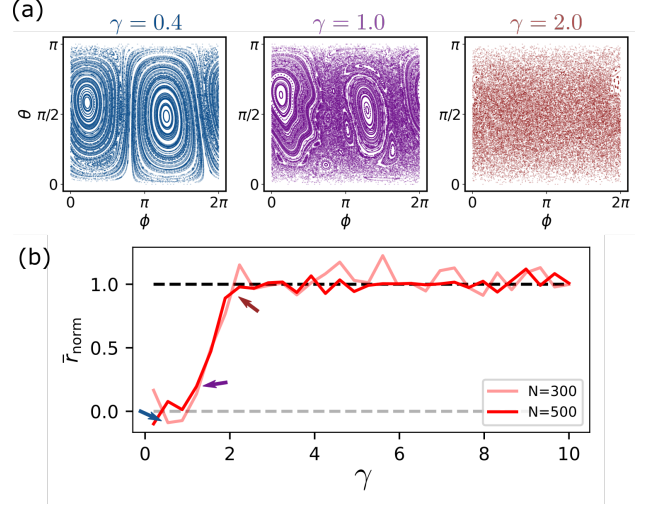 (a)
γ = 0.4
γ = 1.0
γ = 2.0
θ
π
π/2
0
0
π
2π
ϕ
π
π/2
0
0
π
2π
ϕ
π
π/2
0
0
π
2π
ϕ
(b)
r̄norm
1.0
0.5
0.0
N=300
N=500
0
2
4
6
8
10
γ